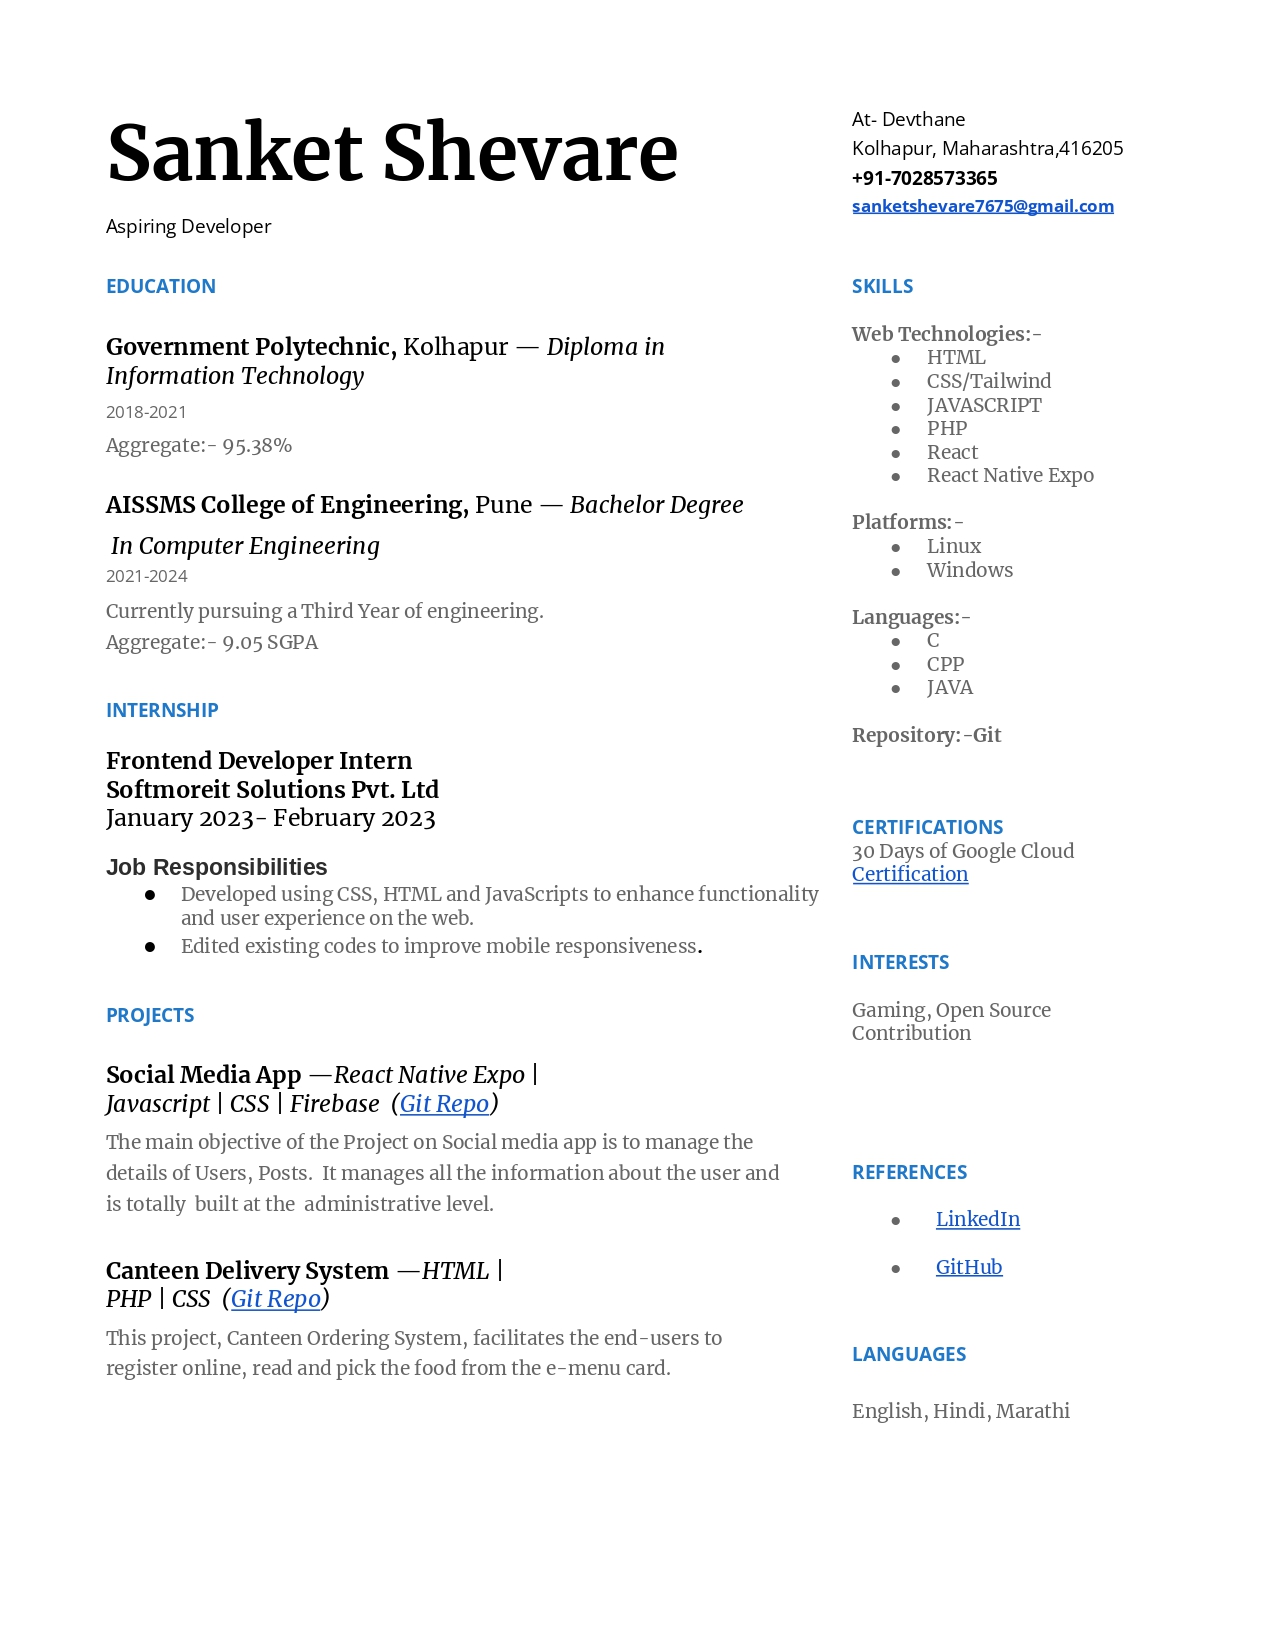 Sanket Shevare
Aspiring Developer
At- Devthane
Kolhapur, Maharashtra,416205
+91-7028573365
sanketshevare7675@gmail.com
EDUCATION
Government Polytechnic, Kolhapur — Diploma in
Information Technology
2018-2021
Aggregate:- 95.38%
AISSMS College of Engineering, Pune — Bachelor Degree
In Computer Engineering
2021-2024
Currently pursuing a Third Year of engineering.
Aggregate:- 9.05 SGPA
INTERNSHIP
Frontend Developer Intern
Softmoreit Solutions Pvt. Ltd
January 2023- February 2023
Job Responsibilities
● Developed using CSS, HTML and JavaScripts to enhance functionality
and user experience on the web.
● Edited existing codes to improve mobile responsiveness.
PROJECTS
Social Media App —React Native Expo |
Javascript | CSS | Firebase (Git Repo)
The main objective of the Project on Social media app is to manage the
details of Users, Posts. It manages all the information about the user and
is totally built at the administrative level.
Canteen Delivery System —HTML |
PHP | CSS (Git Repo)
This project, Canteen Ordering System, facilitates the end-users to
register online, read and pick the food from the e-menu card.
SKILLS
Web Technologies:-
● HTML
● CSS/Tailwind
● JAVASCRIPT
● PHP
● React
● React Native Expo
Platforms:-
● Linux
● Windows
Languages:-
● C
● CPP
● JAVA
Repository:-Git
CERTIFICATIONS
30 Days of Google Cloud
Certification
INTERESTS
Gaming, Open Source
Contribution
REFERENCES
● LinkedIn
● GitHub
LANGUAGES
English, Hindi, Marathi